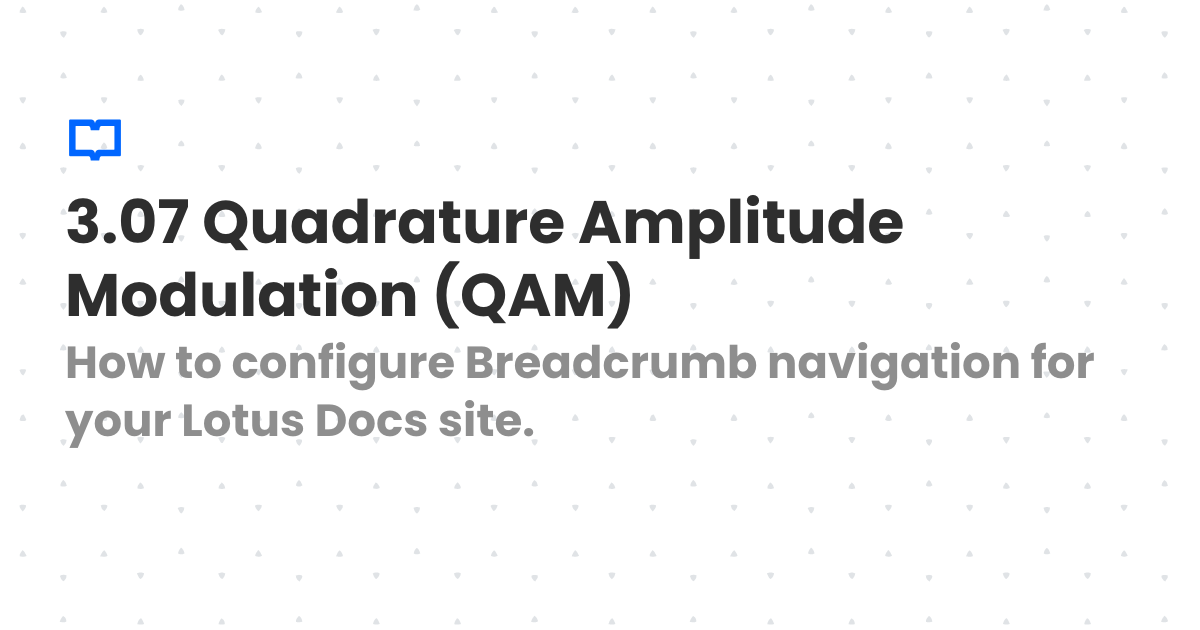 3.07 Quadrature Amplitude
Modulation (QAM)
How to configure Breadcrumb navigation for
your Lotus Docs site.